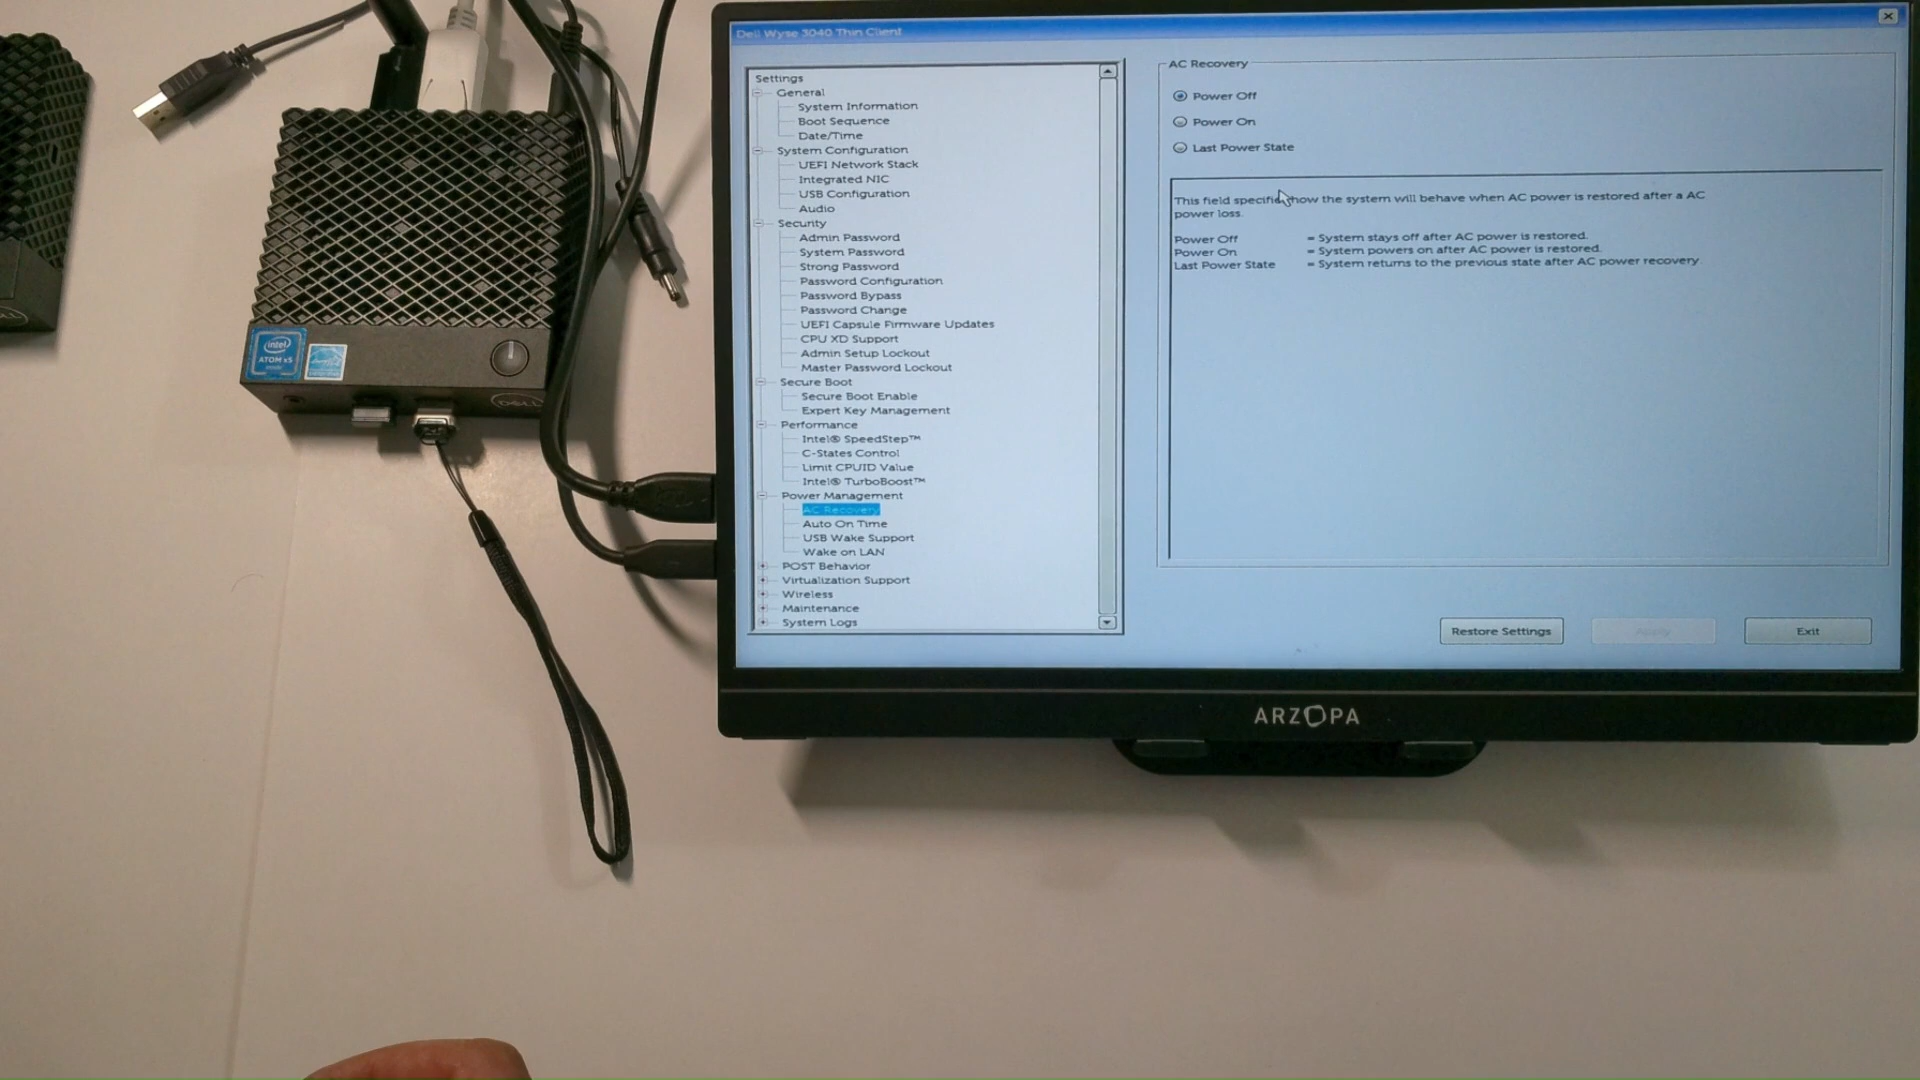 Dell Wyse 3040 Thin Client
Settings
General
System Information
Boot Sequence
Date/Time
System Configuration
UEFI Network Stack
Integrated NIC
USB Configuration
Audio
Security
Admin Password
System Password
Strong Password
Password Configuration
Password Bypass
Password Change
UEFI Capsule Firmware Updates
CPU XD Support
Admin Setup Lockout
Master Password Lockout
Secure Boot
Secure Boot Enable
Expert Key Management
Performance
Intel® SpeedStep™
C-States Control
Limit CPUID Value
Intel® TurboBoost™
Power Management
AC Recovery
Auto On Time
USB Wake Support
Wake on LAN
POST Behavior
Virtualization Support
Wireless
Maintenance
System Logs
AC Recovery
Power Off
Power On
Last Power State
This field specifie how the system will behave when AC power is restored after a AC
power loss.
Power Off = System stays off after AC power is restored.
Power On = System powers on after AC power is restored.
Last Power State = System returns to the previous state after AC power recovery.
Restore Settings
Apply
Exit
ARZOPA
intel
ATOM x5
inside
DELL